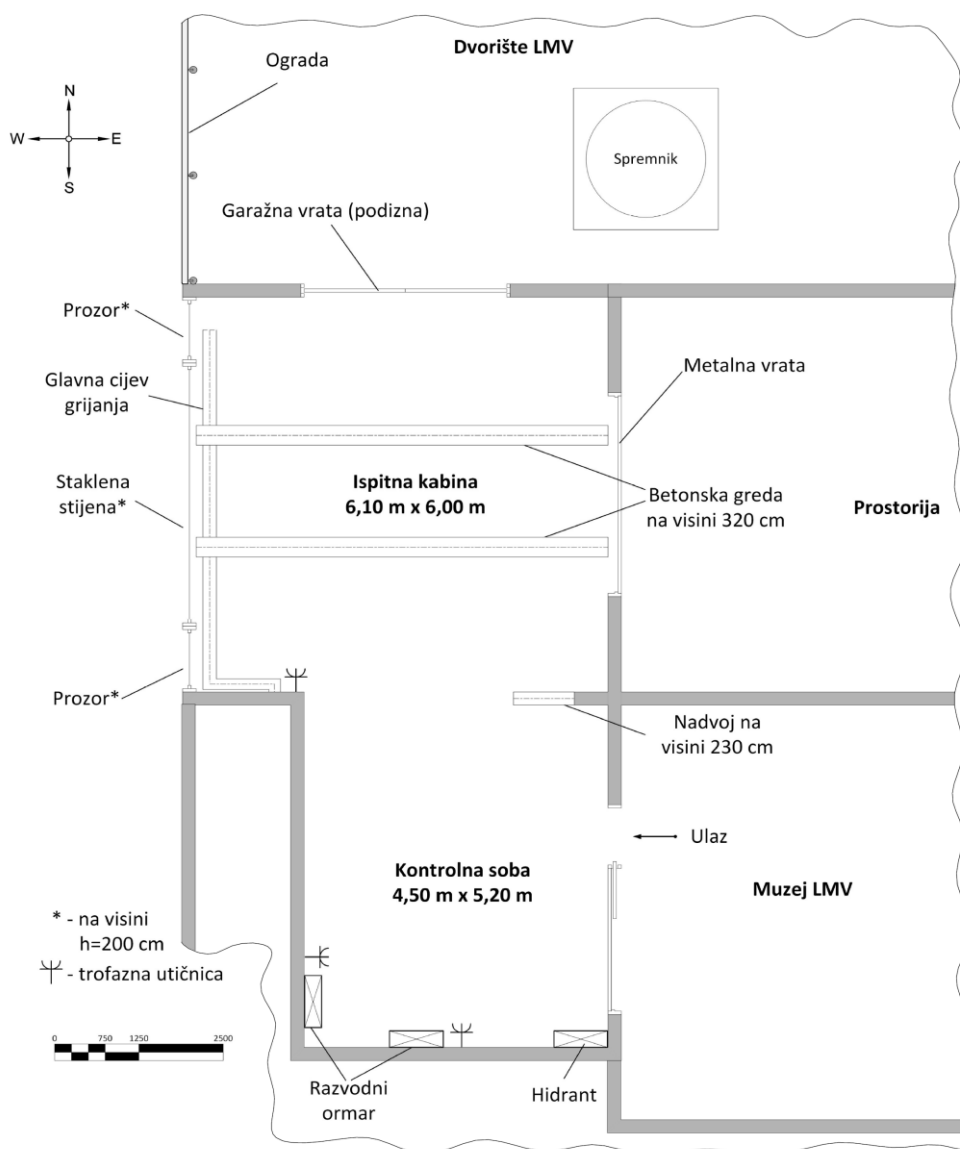 Dvorište LMV
Ograda
N
W
E
S
Spremnik
Garažna vrata (podizna)
Prozor*
Glavna cijev
grijanja
Metalna vrata
Staklena
stijena*
Ispitna kabina
6,10 m x 6,00 m
Betonska greda
na visini 320 cm
Prostorija
Prozor*
Nadvoj na
visini 230 cm
Ulaz
Kontrolna soba
4,50 m x 5,20 m
Muzej LMV
* - na visini
h=200 cm
- trofazna utičnica
0 750 1250 2500
Razvodni
ormar
Hidrant